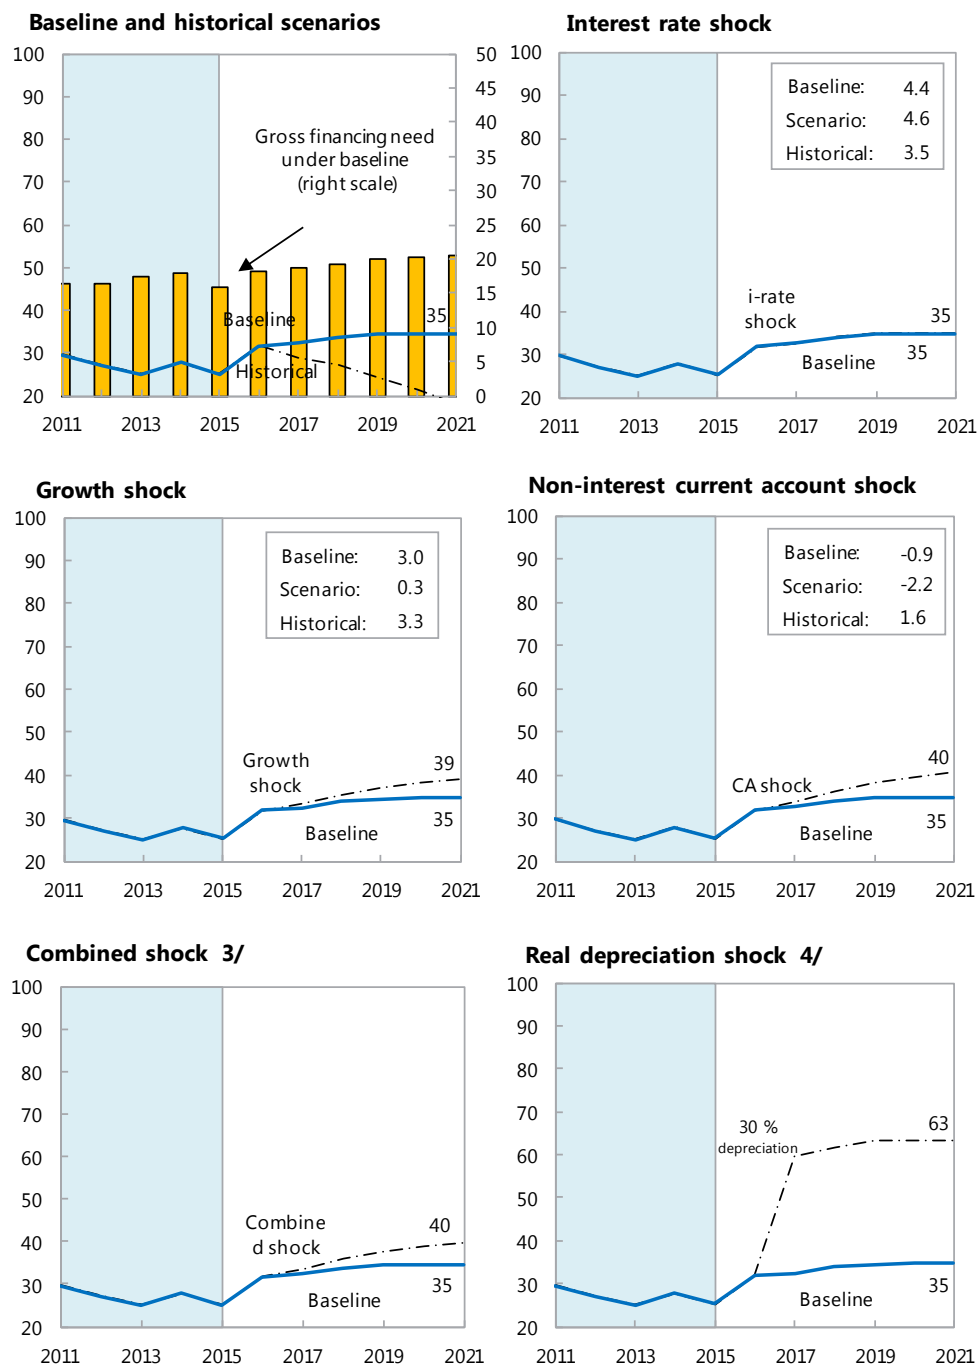 Baseline and historical scenarios
100
90
80
70
60
50
40
30
20
50
45
40
35
30
25
20
15
10
5
0
Gross financing need
under baseline
(right scale)
Baseline
35
Historical
2011 2013 2015 2017 2019 2021
Interest rate shock
100
90
80
70
60
50
40
30
20
Baseline: 4.4
Scenario: 4.6
Historical: 3.5
i-rate
shock
35
Baseline
35
2011 2013 2015 2017 2019 2021
Growth shock
100
90
80
70
60
50
40
30
20
Baseline: 3.0
Scenario: 0.3
Historical: 3.3
Growth
shock
39
Baseline
35
2011 2013 2015 2017 2019 2021
Non-interest current account shock
100
90
80
70
60
50
40
30
20
Baseline: -0.9
Scenario: -2.2
Historical: 1.6
CA shock
40
Baseline
35
2011 2013 2015 2017 2019 2021
Combined shock 3/
100
90
80
70
60
50
40
30
20
Combine
d shock
40
Baseline
35
2011 2013 2015 2017 2019 2021
Real depreciation shock 4/
100
90
80
70
60
50
40
30
20
30 %
depreciation
63
Baseline
35
2011 2013 2015 2017 2019 2021